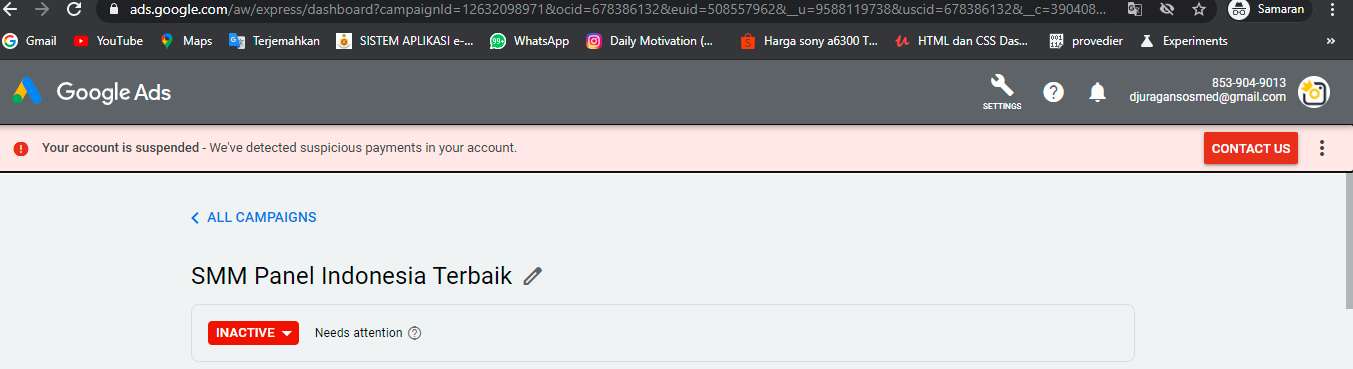 ads.google.com/aw/express/dashboard?campaignId=12632098971&ocid=678386132&euid=508557962&__u=9588119738&uscid=678386132&__c=390408... Samaran
Gmail YouTube Maps Terjemahkan SISTEM APLIKASI e-... WhatsApp Daily Motivation (... Harga sony a6300 T... HTML dan CSS Das... provedier Experiments »
Google Ads
SETTINGS
853-904-9013
djuragansosmed@gmail.com
Your account is suspended - We've detected suspicious payments in your account.
CONTACT US
ALL CAMPAIGNS
SMM Panel Indonesia Terbaik
INACTIVE Needs attention